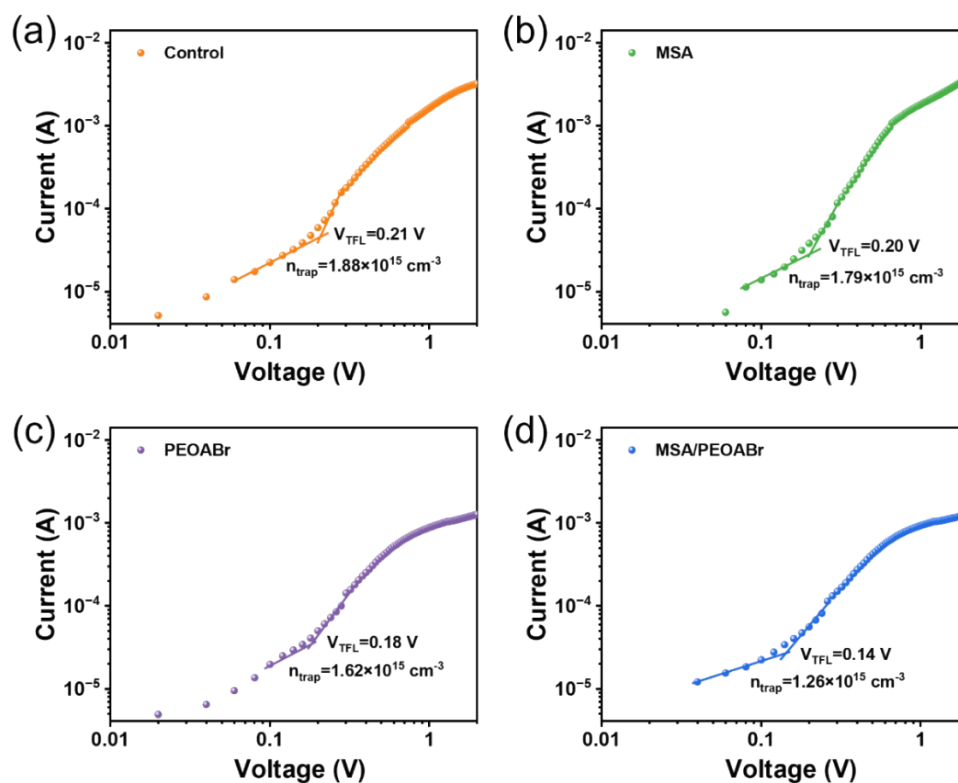 (a)
Control
10⁻²
10⁻³
10⁻⁴
10⁻⁵
Current (A)
V_TFL=0.21 V
n_trap=1.88×10¹⁵ cm⁻³
0.01
0.1
1
Voltage (V)
(b)
MSA
10⁻²
10⁻³
10⁻⁴
10⁻⁵
Current (A)
V_TFL=0.20 V
n_trap=1.79×10¹⁵ cm⁻³
0.01
0.1
1
Voltage (V)
(c)
PEOABr
10⁻²
10⁻³
10⁻⁴
10⁻⁵
Current (A)
V_TFL=0.18 V
n_trap=1.62×10¹⁵ cm⁻³
0.01
0.1
1
Voltage (V)
(d)
MSA/PEOABr
10⁻²
10⁻³
10⁻⁴
10⁻⁵
Current (A)
V_TFL=0.14 V
n_trap=1.26×10¹⁵ cm⁻³
0.01
0.1
1
Voltage (V)